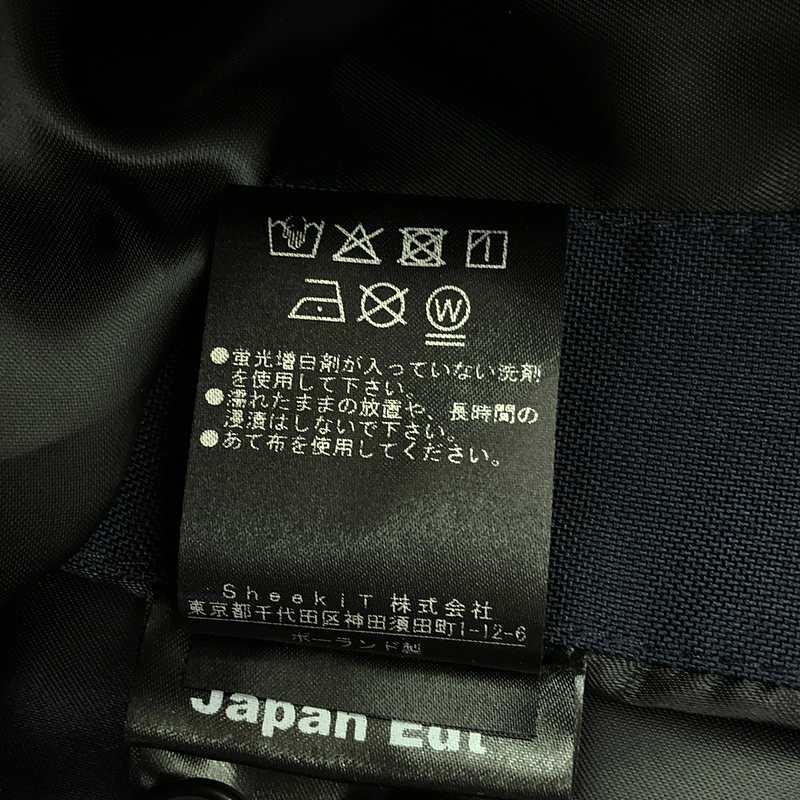 W
●蛍光増白剤が入っていない洗剤
を使用して下さい。
●濡れたままの放置や、長時間の
浸漬はしないで下さい。
●あて布を使用してください。
SheekiT 株式会社
東京都千代田区神田須田町1-12-6
ポーランド製
Japan